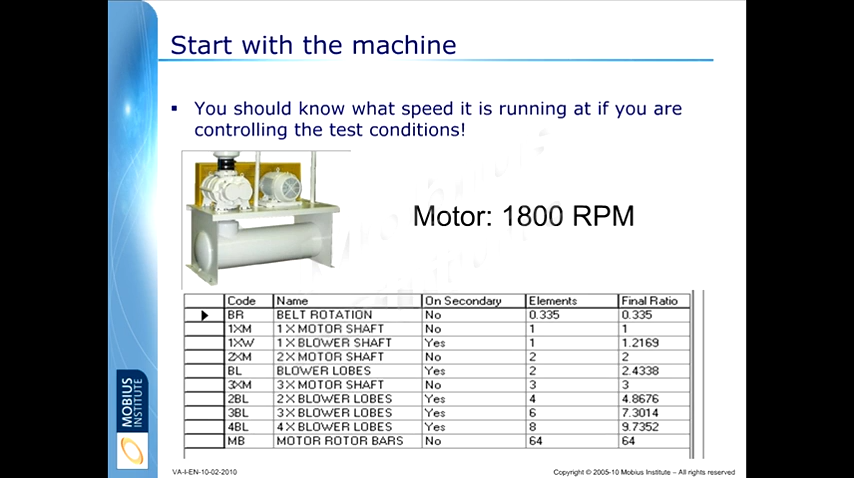 Start with the machine
▪ You should know what speed it is running at if you are
controlling the test conditions!
Motor: 1800 RPM
Code Name On Secondary Elements Final Ratio
BR BELT ROTATION No 0.335 0.335
1XM 1 X MOTOR SHAFT No 1 1
1XW 1 X BLOWER SHAFT Yes 1 1.2169
2XM 2 X MOTOR SHAFT No 2 2
BL BLOWER LOBES Yes 2 2.4338
3XM 3 X MOTOR SHAFT No 3 3
2BL 2 X BLOWER LOBES Yes 4 4.8676
3BL 3 X BLOWER LOBES Yes 6 7.3014
4BL 4 X BLOWER LOBES Yes 8 9.7352
MB MOTOR ROTOR BARS No 64 64
MOBIUS
INSTITUTE
VA-I-EN-10-02-2010
Copyright © 2005-10 Mobius Institute – All rights reserved